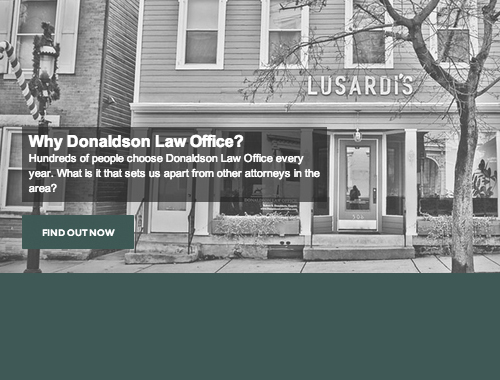 LUSARDI'S
Why Donaldson Law Office?
Hundreds of people choose Donaldson Law Office every
year. What is it that sets us apart from other attorneys in the
area?
206
FIND OUT NOW